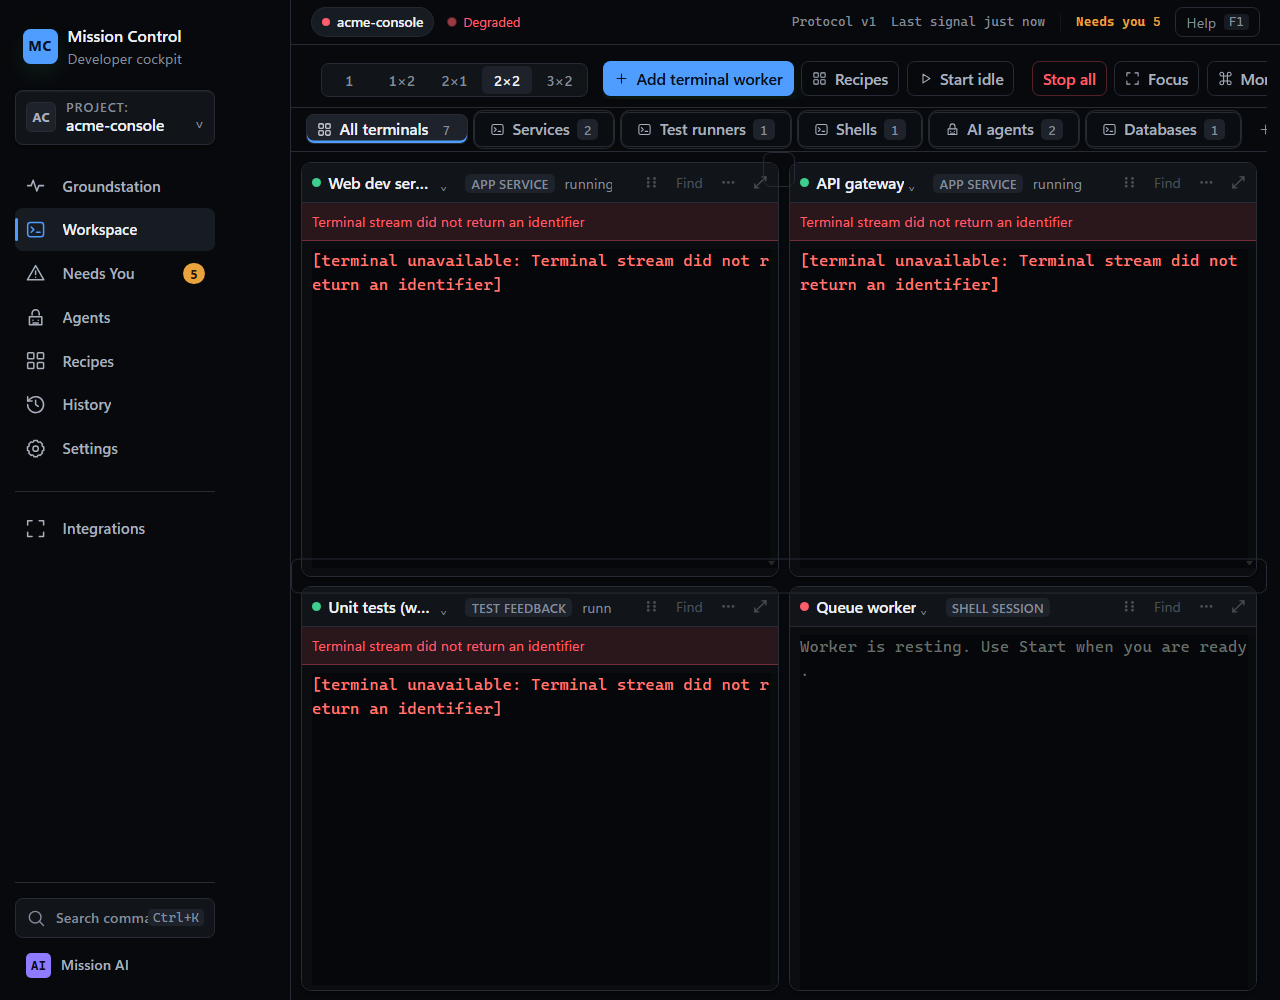 MC
Mission Control
Developer cockpit
AC
PROJECT:
acme-console
Groundstation
Workspace
Needs You
5
Agents
Recipes
History
Settings
Integrations
Search comma
Ctrl+K
AI
Mission AI
acme-console
Degraded
Protocol v1
Last signal just now
Needs you 5
Help F1
1
1×2
2×1
2×2
3×2
+ Add terminal worker
Recipes
Start idle
Stop all
Focus
⌘ Mor
All terminals 7
Services 2
Test runners 1
Shells 1
AI agents 2
Databases 1
+
Web dev ser...
APP SERVICE
running
Find
Terminal stream did not return an identifier
[terminal unavailable: Terminal stream did not r
eturn an identifier]
API gateway
APP SERVICE
running
Find
Terminal stream did not return an identifier
[terminal unavailable: Terminal stream did not
return an identifier]
Unit tests (w...
TEST FEEDBACK
runn
Find
Terminal stream did not return an identifier
[terminal unavailable: Terminal stream did not r
eturn an identifier]
Queue worker
SHELL SESSION
Find
Worker is resting. Use Start when you are ready
.